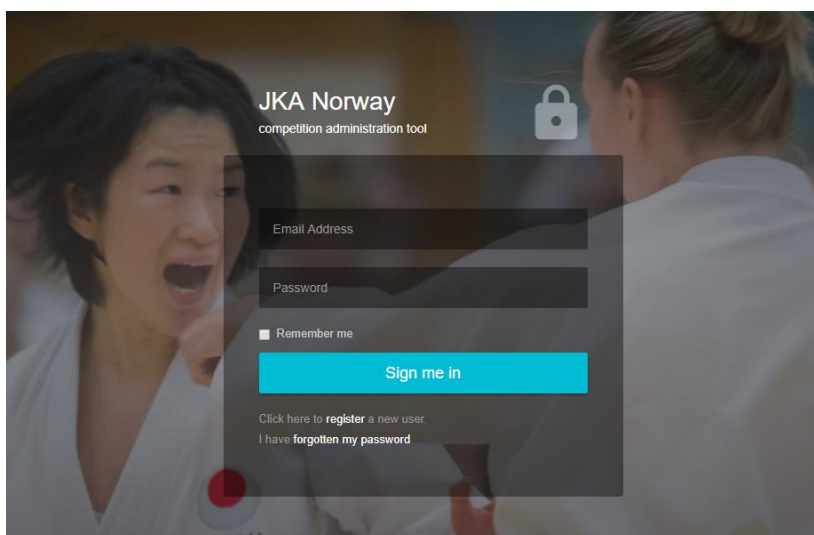 JKA Norway
competition administration tool
Email Address
Password
Remember me
Sign me in
Click here to register a new user.
I have forgotten my password